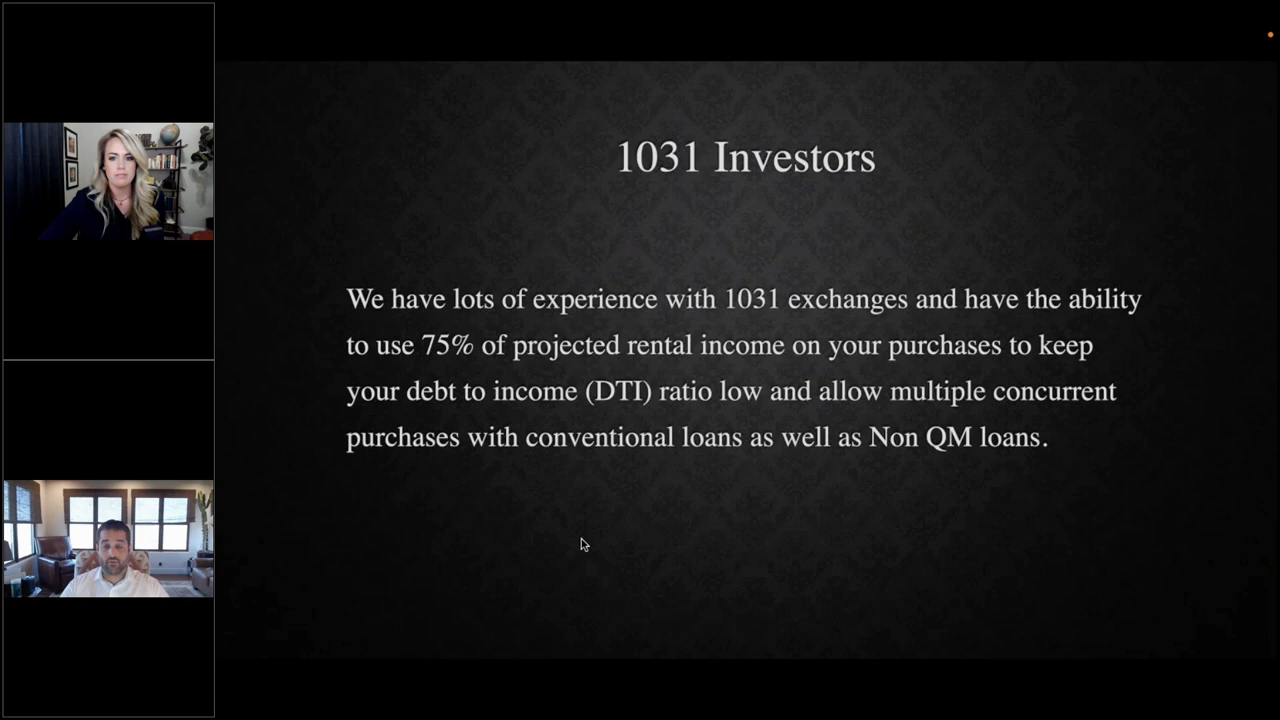 1031 Investors
We have lots of experience with 1031 exchanges and have the ability
to use 75% of projected rental income on your purchases to keep
your debt to income (DTI) ratio low and allow multiple concurrent
purchases with conventional loans as well as Non QM loans.